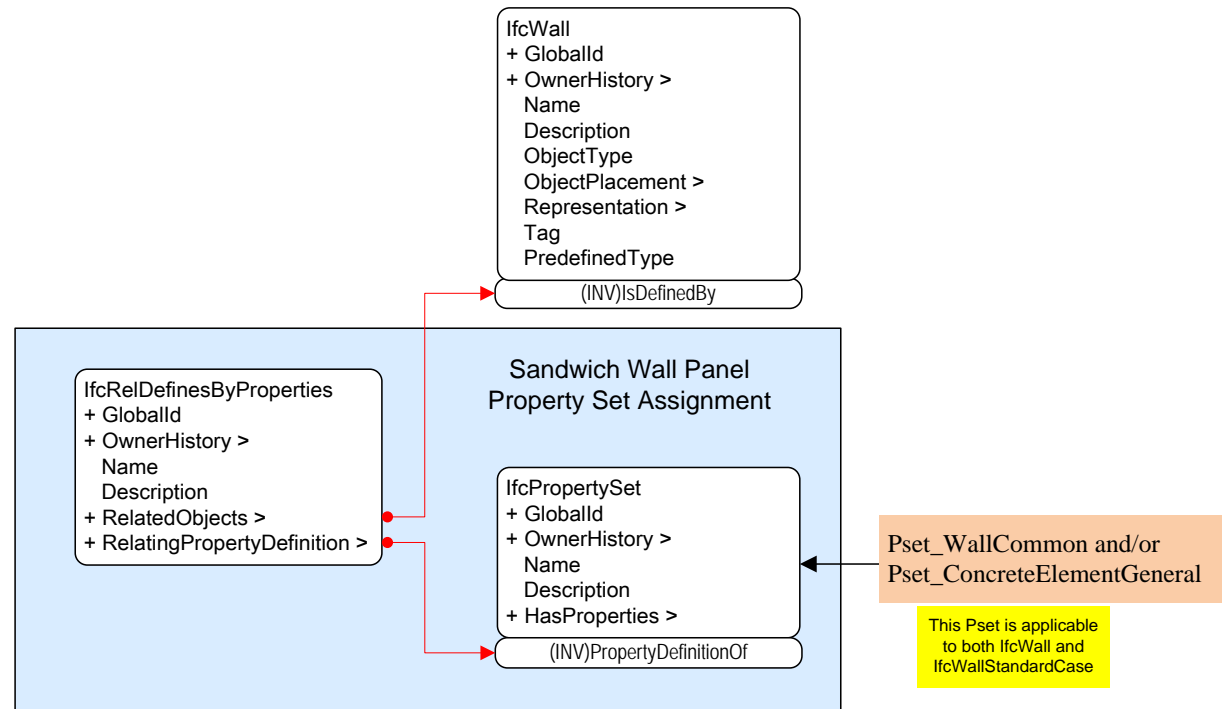 IfcWall
+ GlobalId
+ OwnerHistory >
Name
Description
ObjectType
ObjectPlacement >
Representation >
Tag
PredefinedType
(INV)IsDefinedBy
Sandwich Wall Panel
Property Set Assignment
IfcRelDefinesByProperties
+ GlobalId
+ OwnerHistory >
Name
Description
+ RelatedObjects >
+ RelatingPropertyDefinition >
IfcPropertySet
+ GlobalId
+ OwnerHistory >
Name
Description
+ HasProperties >
(INV)PropertyDefinitionOf
Pset_WallCommon and/or
Pset_ConcreteElementGeneral
This Pset is applicable
to both IfcWall and
IfcWallStandardCase